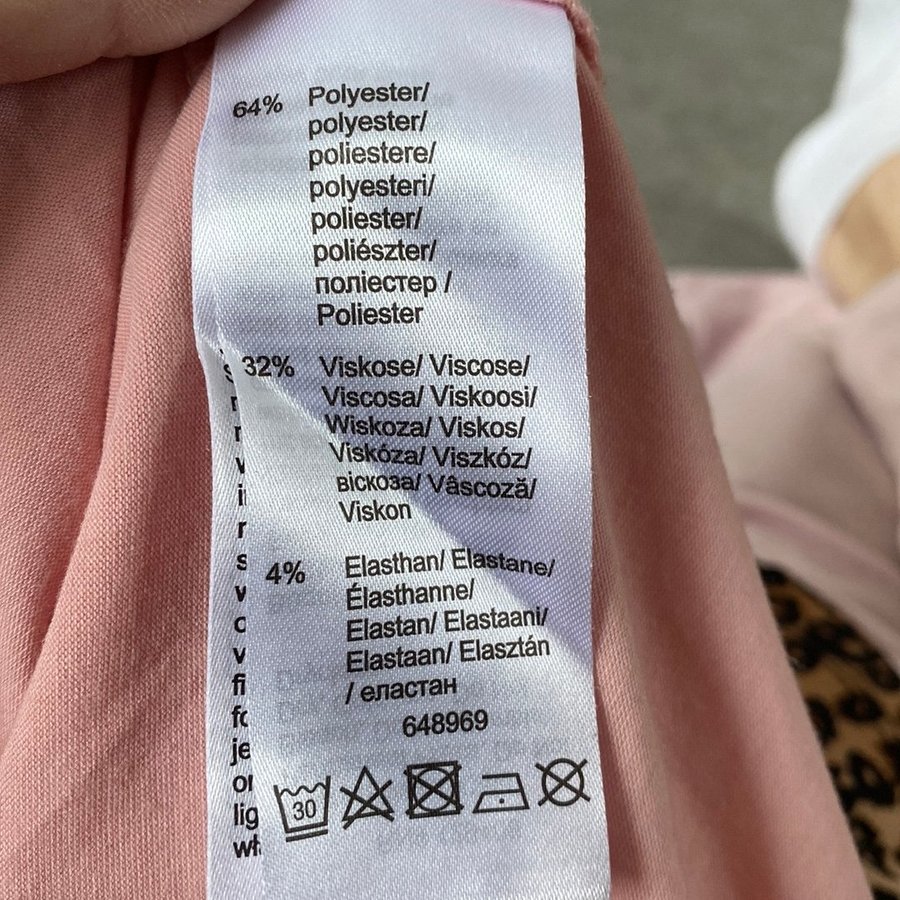 64% Polyester/
polyester/
poliestere/
polyesteri/
poliester/
poliészter/
поліестер /
Poliester
32% Viskose/ Viscose/
Viscosa/ Viskoosi/
Wiskoza/ Viskos/
Viskóza/ Viszkóz/
віскоза/ Vâscoză/
Viskon
4% Elasthan/ Elastane/
Élasthanne/
Elastan/ Elastaani/
Elastaan/ Elasztán
/ еластан
648969
30